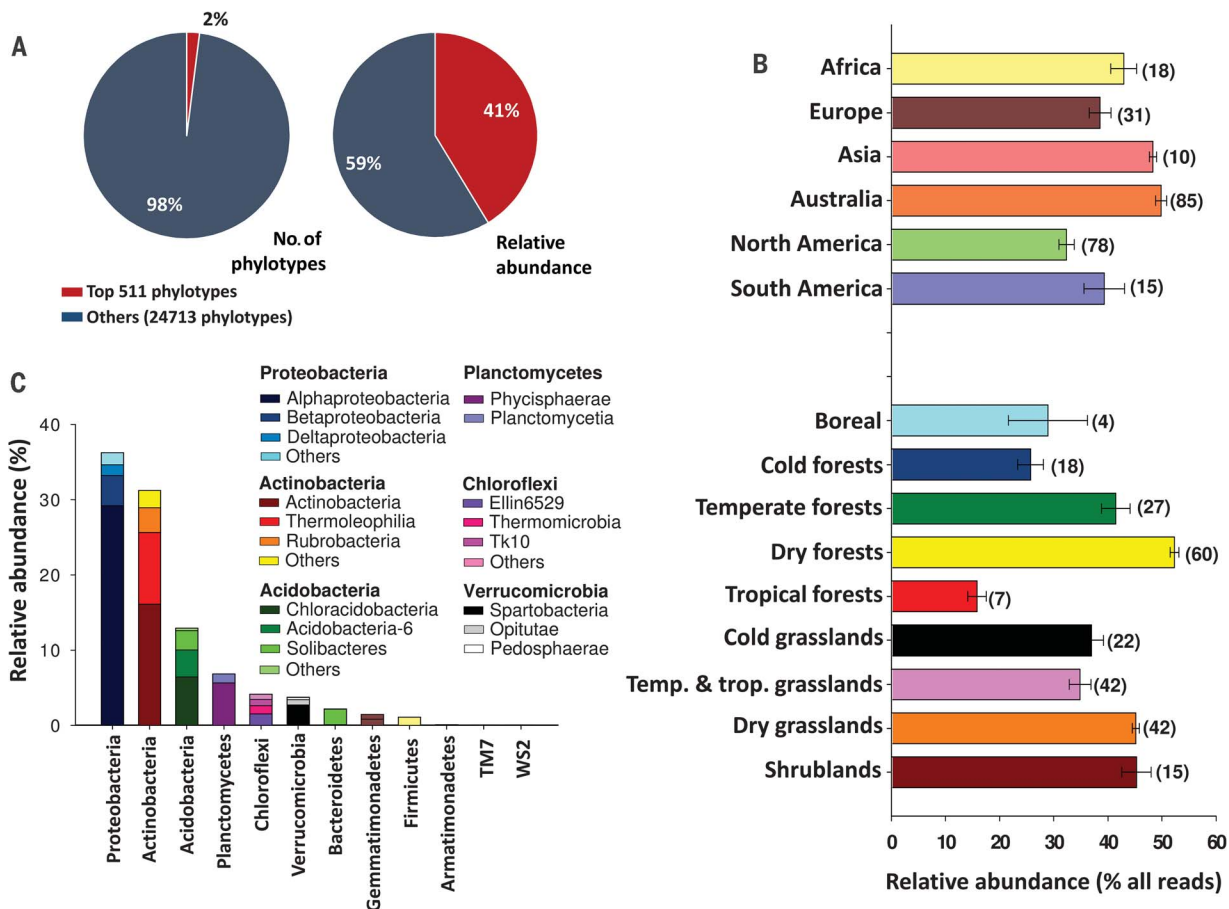 A
2%
98%
No. of
phylotypes
41%
59%
Relative
abundance
Top 511 phylotypes
Others (24713 phylotypes)
B
Africa
(18)
Europe
(31)
Asia
(10)
Australia
(85)
North America
(78)
South America
(15)
Boreal
(4)
Cold forests
(18)
Temperate forests
(27)
Dry forests
(60)
Tropical forests
(7)
Cold grasslands
(22)
Temp. & trop. grasslands
(42)
Dry grasslands
(42)
Shrublands
(15)
0 10 20 30 40 50 60
Relative abundance (% all reads)
C
Proteobacteria
Alphaproteobacteria
Betaproteobacteria
Deltaproteobacteria
Others
Actinobacteria
Actinobacteria
Thermoleophilia
Rubrobacteria
Others
Acidobacteria
Chloracidobacteria
Acidobacteria-6
Solibacteres
Others
Planctomycetes
Phycisphaerae
Planctomycetia
Chloroflexi
Ellin6529
Thermomicrobia
Tk10
Others
Verrucomicrobia
Spartobacteria
Opitutae
Pedosphaerae
Relative abundance (%)
40
30
20
10
0
Proteobacteria
Actinobacteria
Acidobacteria
Planctomycetes
Chloroflexi
Verrucomicrobia
Bacteroidetes
Gemmatimonadetes
Firmicutes
Armatimonadetes
TM7
WS2